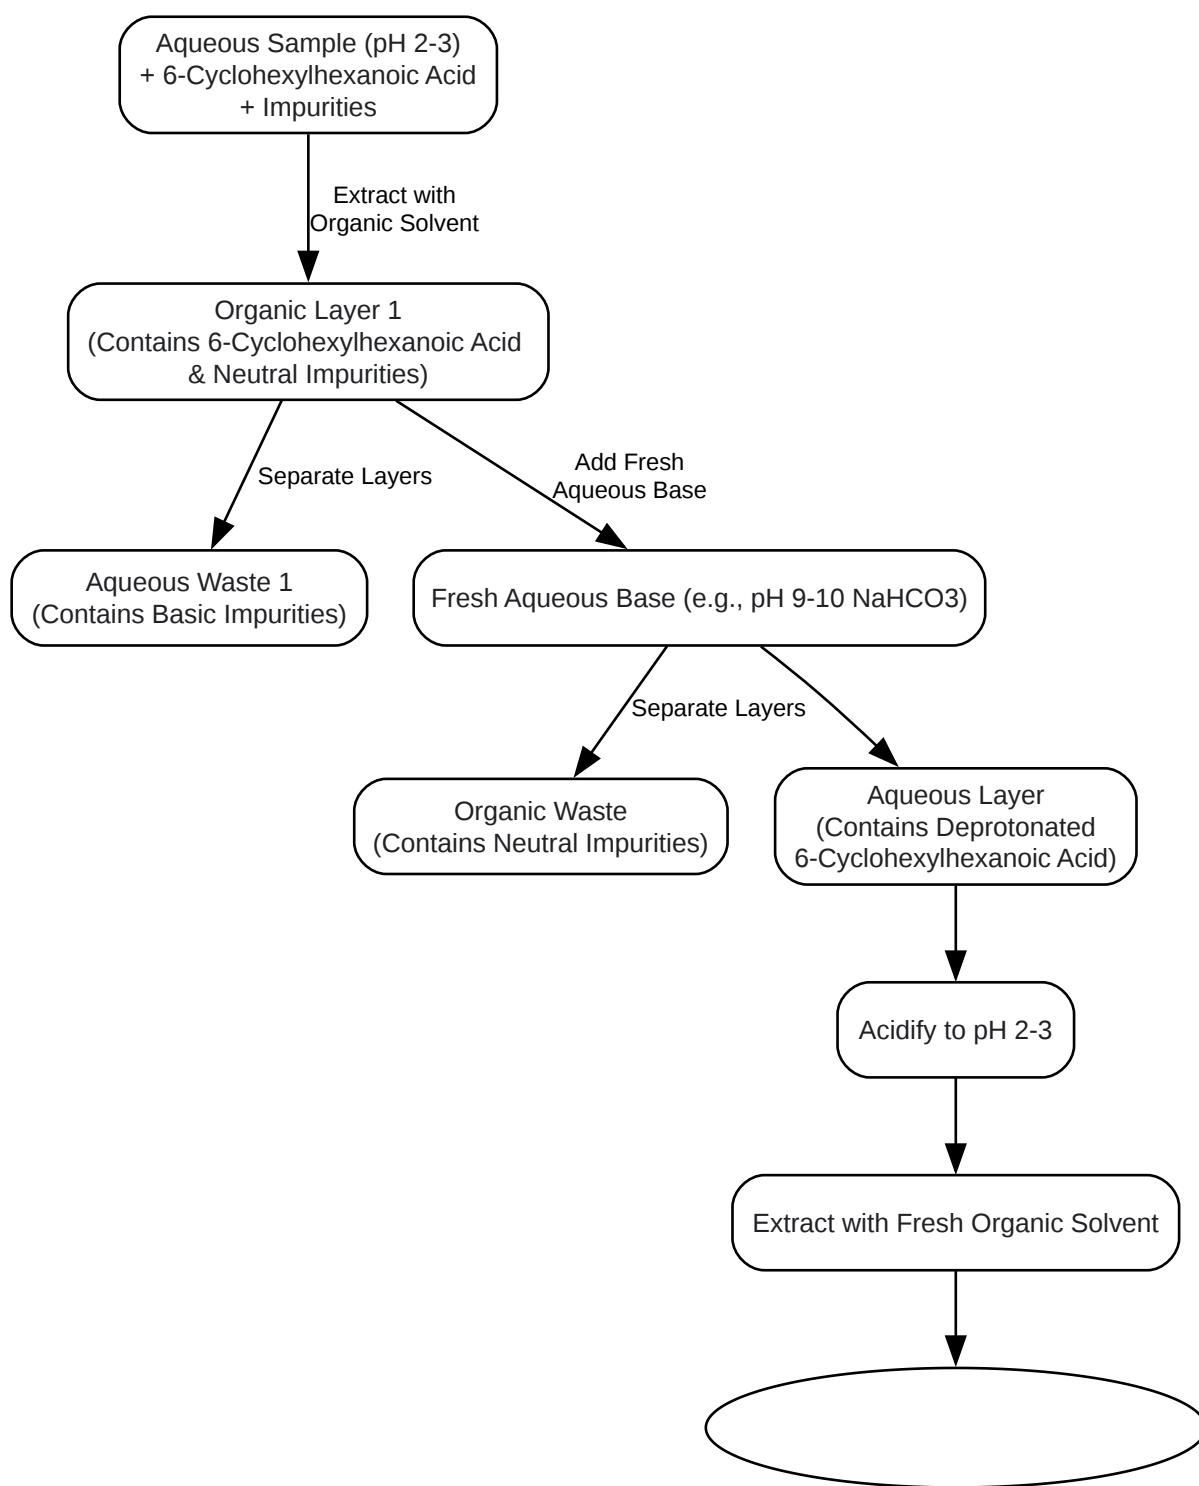 Aqueous Sample (pH 2-3)
+ 6-Cyclohexylhexanoic Acid
+ Impurities
Extract with
Organic Solvent
Organic Layer 1
(Contains 6-Cyclohexylhexanoic Acid
& Neutral Impurities)
Separate Layers
Add Fresh
Aqueous Base
Aqueous Waste 1
(Contains Basic Impurities)
Fresh Aqueous Base (e.g., pH 9-10 NaHCO3)
Separate Layers
Organic Waste
(Contains Neutral Impurities)
Aqueous Layer
(Contains Deprotonated
6-Cyclohexylhexanoic Acid)
Acidify to pH 2-3
Extract with Fresh Organic Solvent